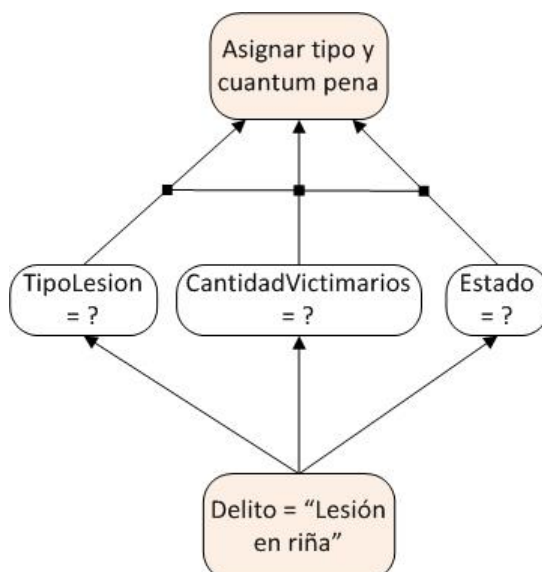 Asignar tipo y
cuantum pena
TipoLesion
= ?
CantidadVictimarios
= ?
Estado
= ?
Delito = “Lesión
en riña”